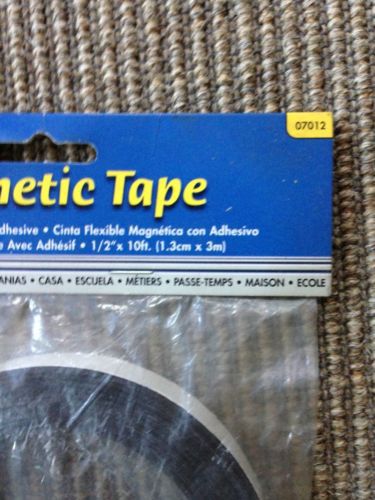 07012
netic Tape
dhesive • Cinta Flexible Magnética con Adhesivo
e Avec Adhésif • 1/2" x 10ft. (1.3cm x 3m)
ANIAS • CASA • ESCUELA • MÉTIERS • PASSE-TEMPS • MAISON • ECOLE